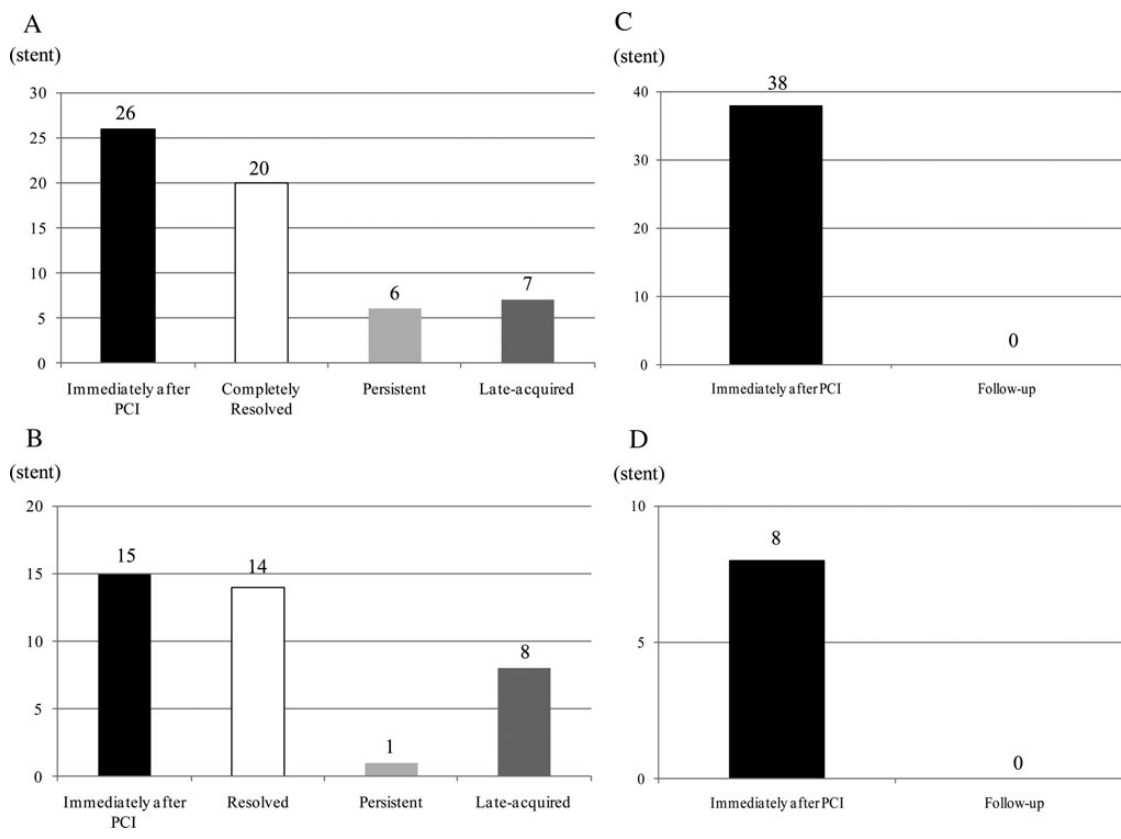 A
(stent)
30
25
20
15
10
5
0
26
20
6
7
Immediately after
PCI
Completely
Resolved
Persistent
Late-acquired
B
(stent)
20
15
10
5
0
15
14
1
8
Immediately after
PCI
Resolved
Persistent
Late-acquired
C
(stent)
40
30
20
10
0
38
0
Immediately after PCI
Follow-up
D
(stent)
10
5
0
8
0
Immediately after PCI
Follow-up